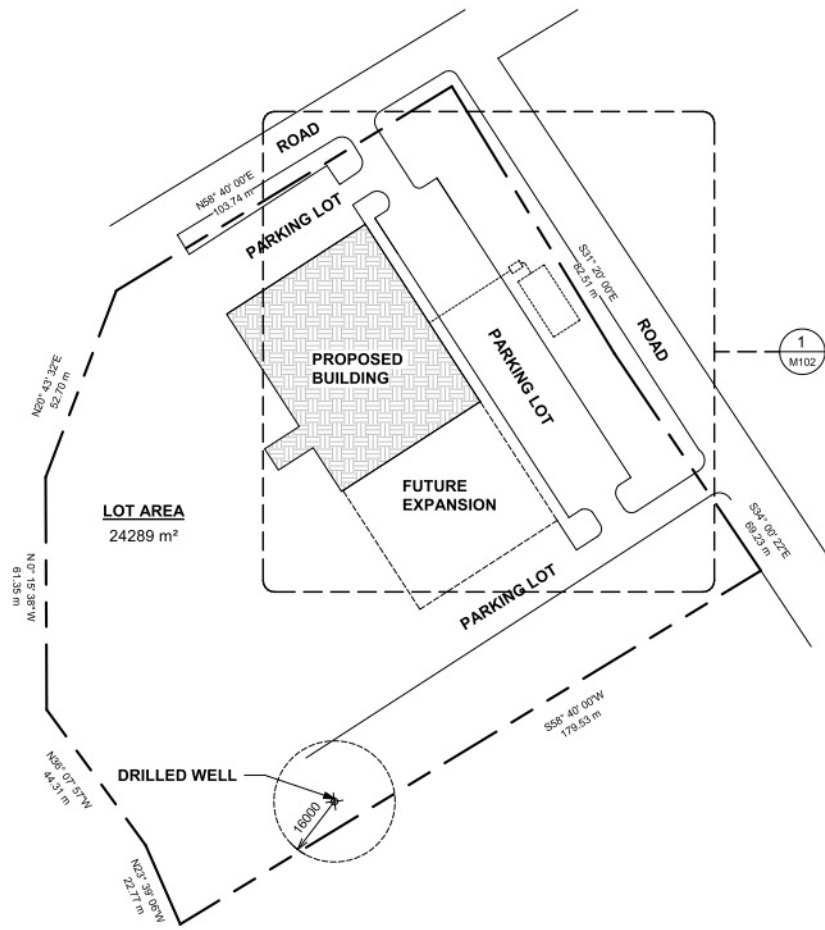 ROAD
N58° 40' 00"E
103.74 m
PARKING LOT
S31° 20' 00"E
82.51 m
ROAD
1
M102
PROPOSED
BUILDING
PARKING LOT
N20° 43' 32"E
52.70 m
LOT AREA
24289 m²
FUTURE
EXPANSION
S34° 00' 22"E
69.23 m
N 0° 15' 38"W
61.35 m
PARKING LOT
S58° 40' 00"W
179.53 m
N36° 07' 57"W
44.31 m
DRILLED WELL
16000
N23° 39' 06"W
22.77 m